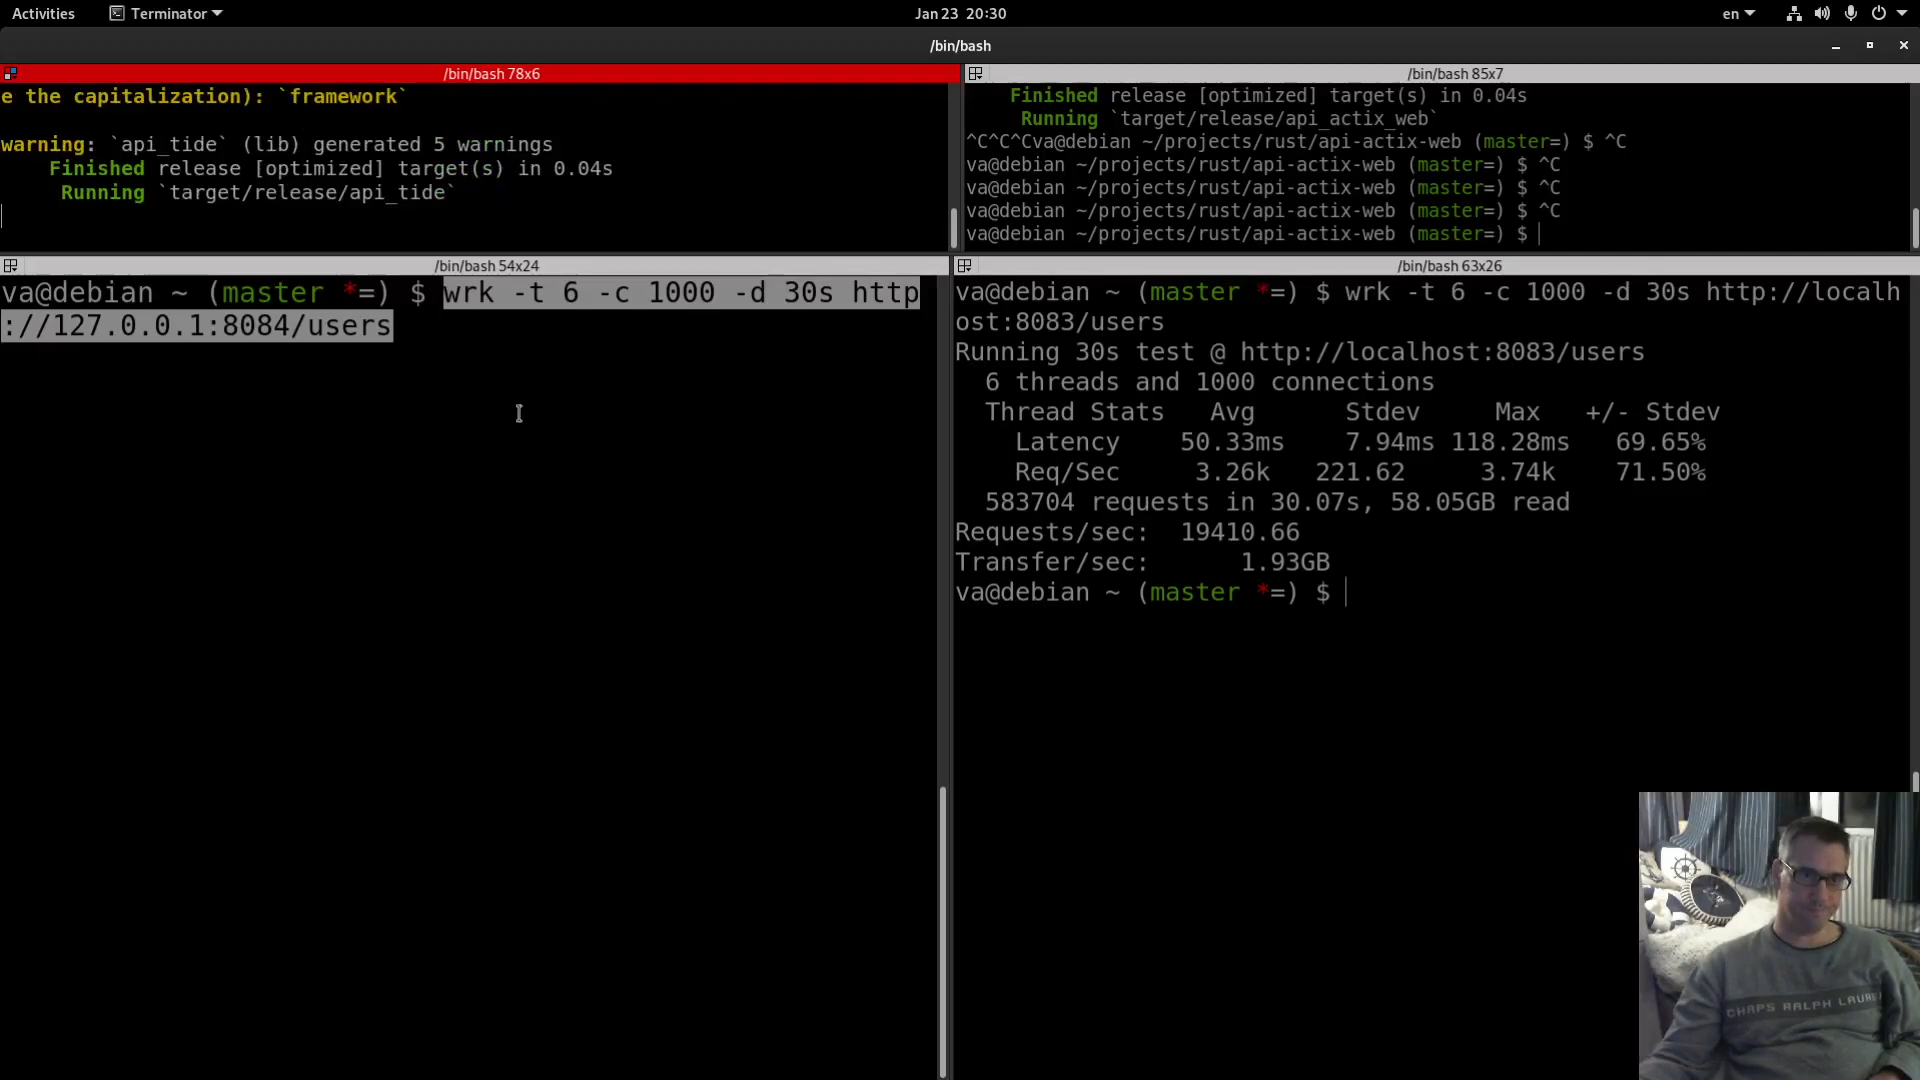 Activities Terminator Jan 23 20:30 en
/bin/bash
/bin/bash 78x6
e the capitalization): `framework`
warning: `api_tide` (lib) generated 5 warnings
Finished release [optimized] target(s) in 0.04s
Running `target/release/api_tide`
/bin/bash 85x7
Finished release [optimized] target(s) in 0.04s
Running `target/release/api_actix_web`
^C^C^Cva@debian ~/projects/rust/api-actix-web (master=) $ ^C
va@debian ~/projects/rust/api-actix-web (master=) $ ^C
va@debian ~/projects/rust/api-actix-web (master=) $ ^C
va@debian ~/projects/rust/api-actix-web (master=) $ ^C
va@debian ~/projects/rust/api-actix-web (master=) $
/bin/bash 54x24
va@debian ~ (master *=) $ wrk -t 6 -c 1000 -d 30s http
://127.0.0.1:8084/users
/bin/bash 63x26
va@debian ~ (master *=) $ wrk -t 6 -c 1000 -d 30s http://localh
ost:8083/users
Running 30s test @ http://localhost:8083/users
6 threads and 1000 connections
Thread Stats Avg Stdev Max +/- Stdev
Latency 50.33ms 7.94ms 118.28ms 69.65%
Req/Sec 3.26k 221.62 3.74k 71.50%
583704 requests in 30.07s, 58.05GB read
Requests/sec: 19410.66
Transfer/sec: 1.93GB
va@debian ~ (master *=) $
CHAPS RALPH LAURE